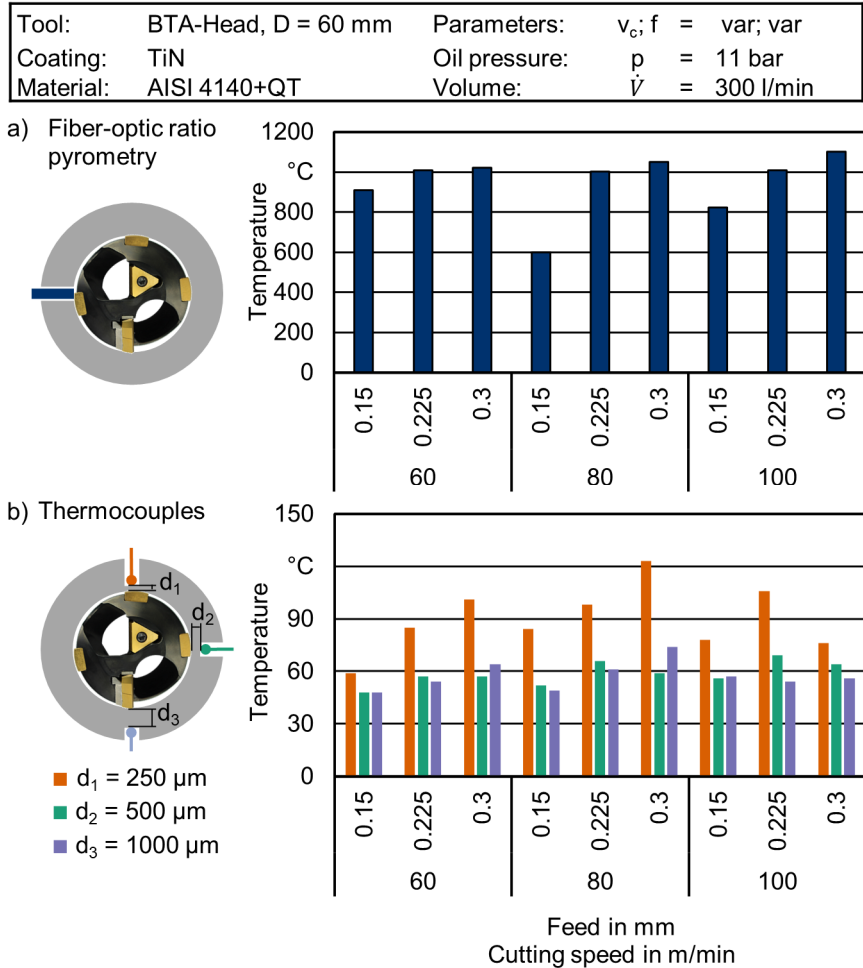 Tool: BTA-Head, D = 60 mm Parameters: v_c; f = var; var
Coating: TiN Oil pressure: p = 11 bar
Material: AISI 4140+QT Volume: V̇ = 300 l/min
a) Fiber-optic ratio
pyrometry
Temperature
1200
°C
800
600
400
200
0
0.15 0.225 0.3 0.15 0.225 0.3 0.15 0.225 0.3
60 80 100
b) Thermocouples
d₁
d₂
d₃
d₁ = 250 µm
d₂ = 500 µm
d₃ = 1000 µm
Temperature
150
°C
90
60
30
0
0.15 0.225 0.3 0.15 0.225 0.3 0.15 0.225 0.3
60 80 100
Feed in mm
Cutting speed in m/min